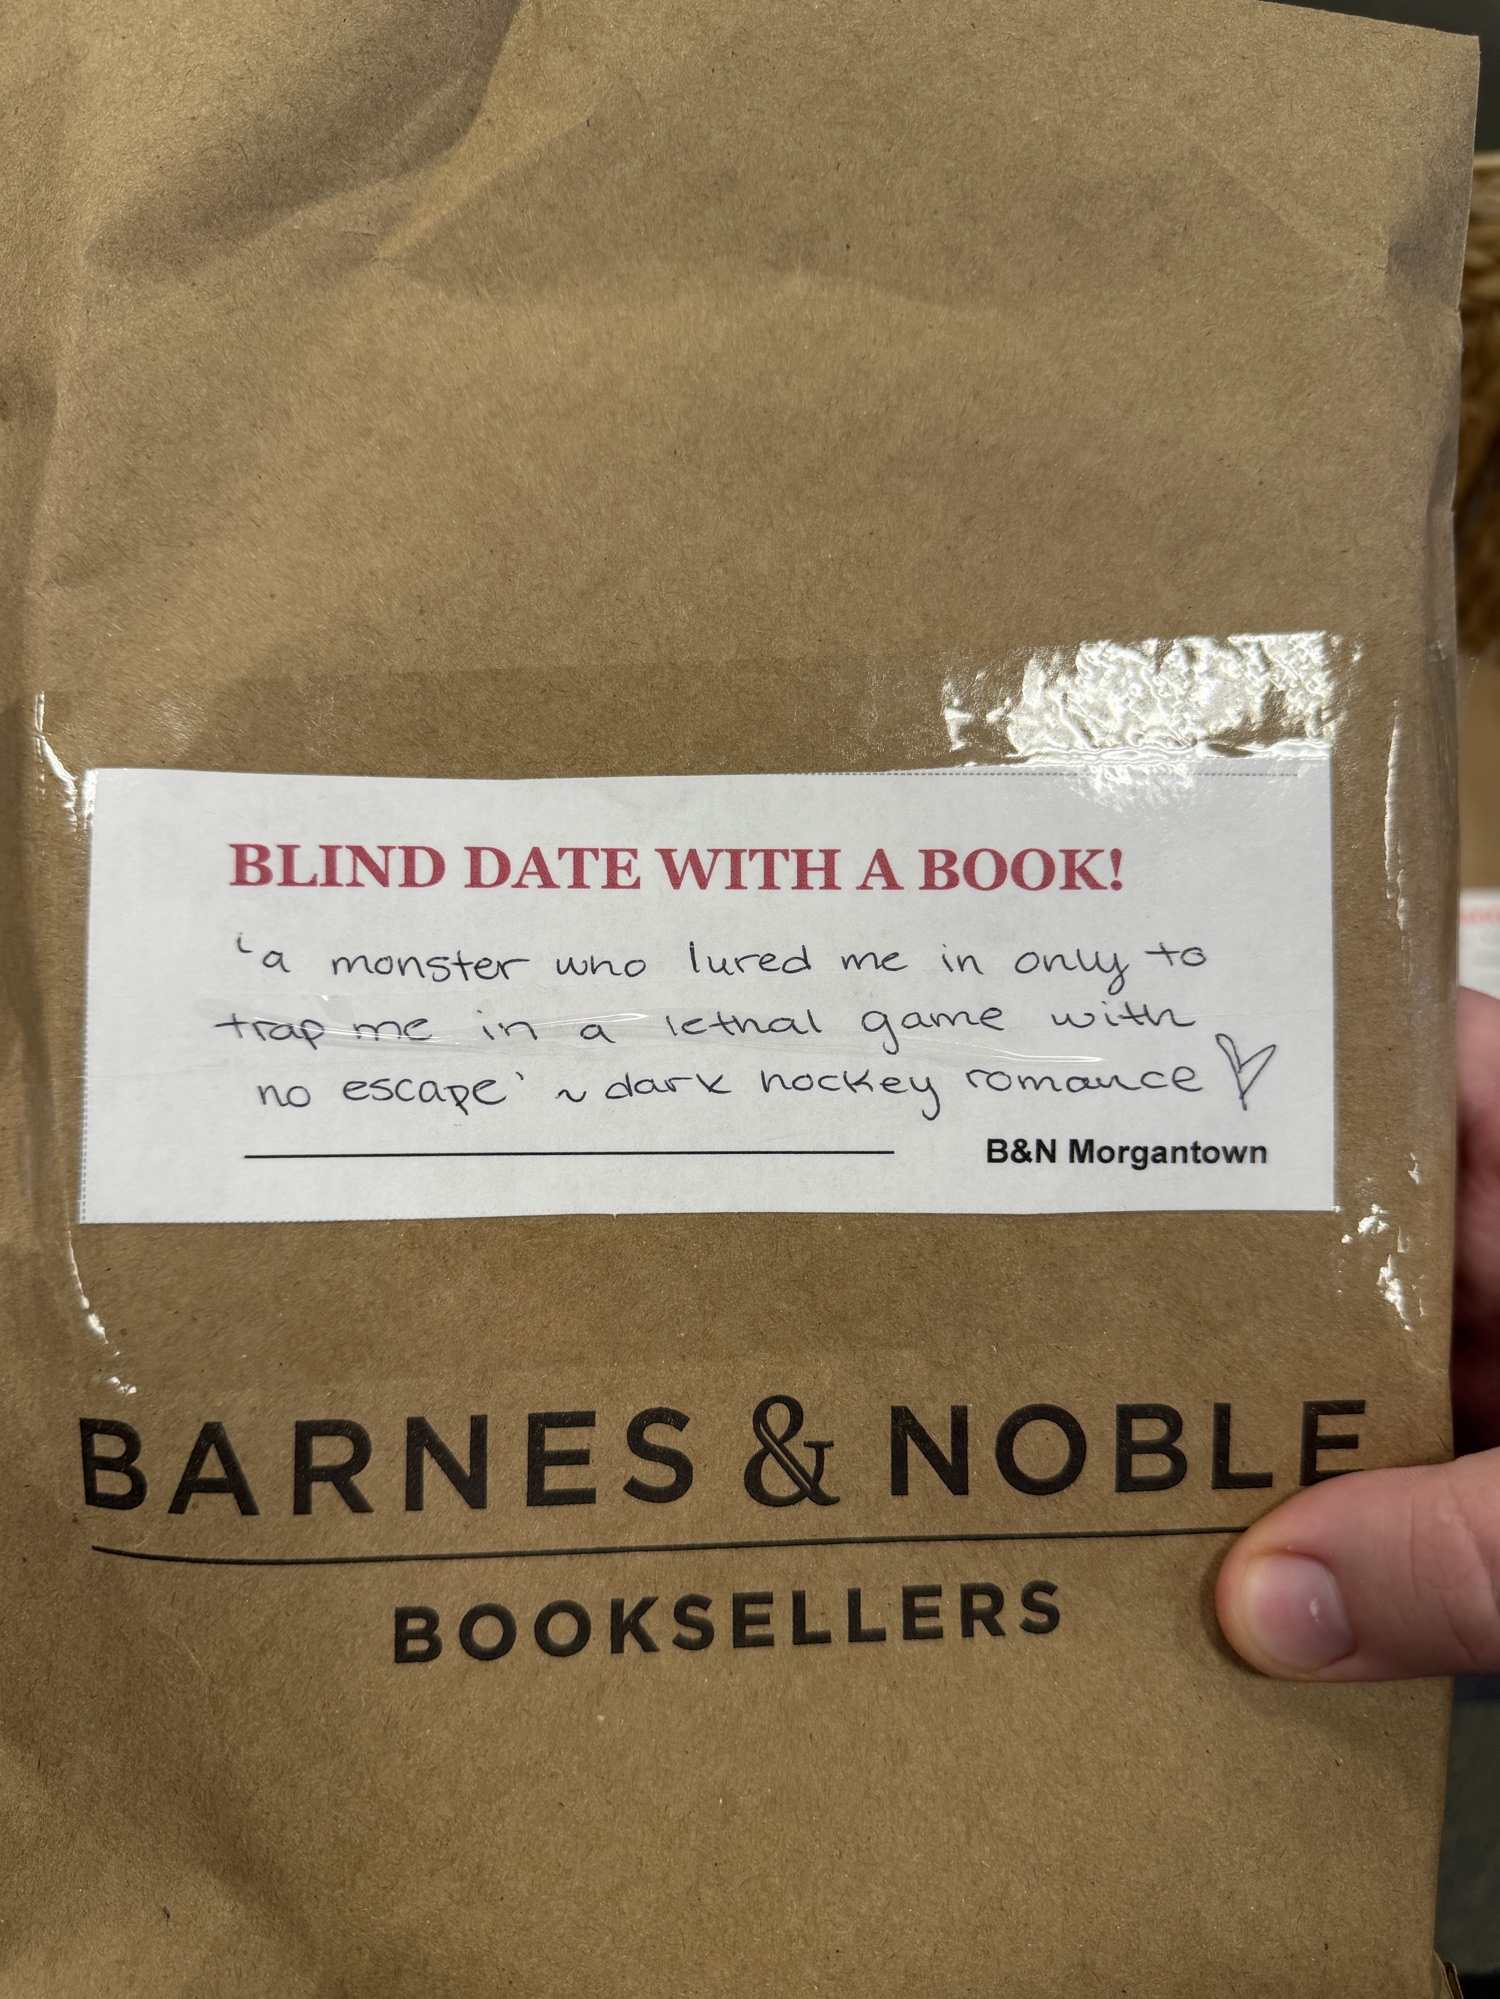 BLIND DATE WITH A BOOK!
'a monster who lured me in only to
trap me in a lethal game with
no escape' ~ dark hockey romance ♡
B&N Morgantown
BARNES & NOBLE
BOOKSELLERS